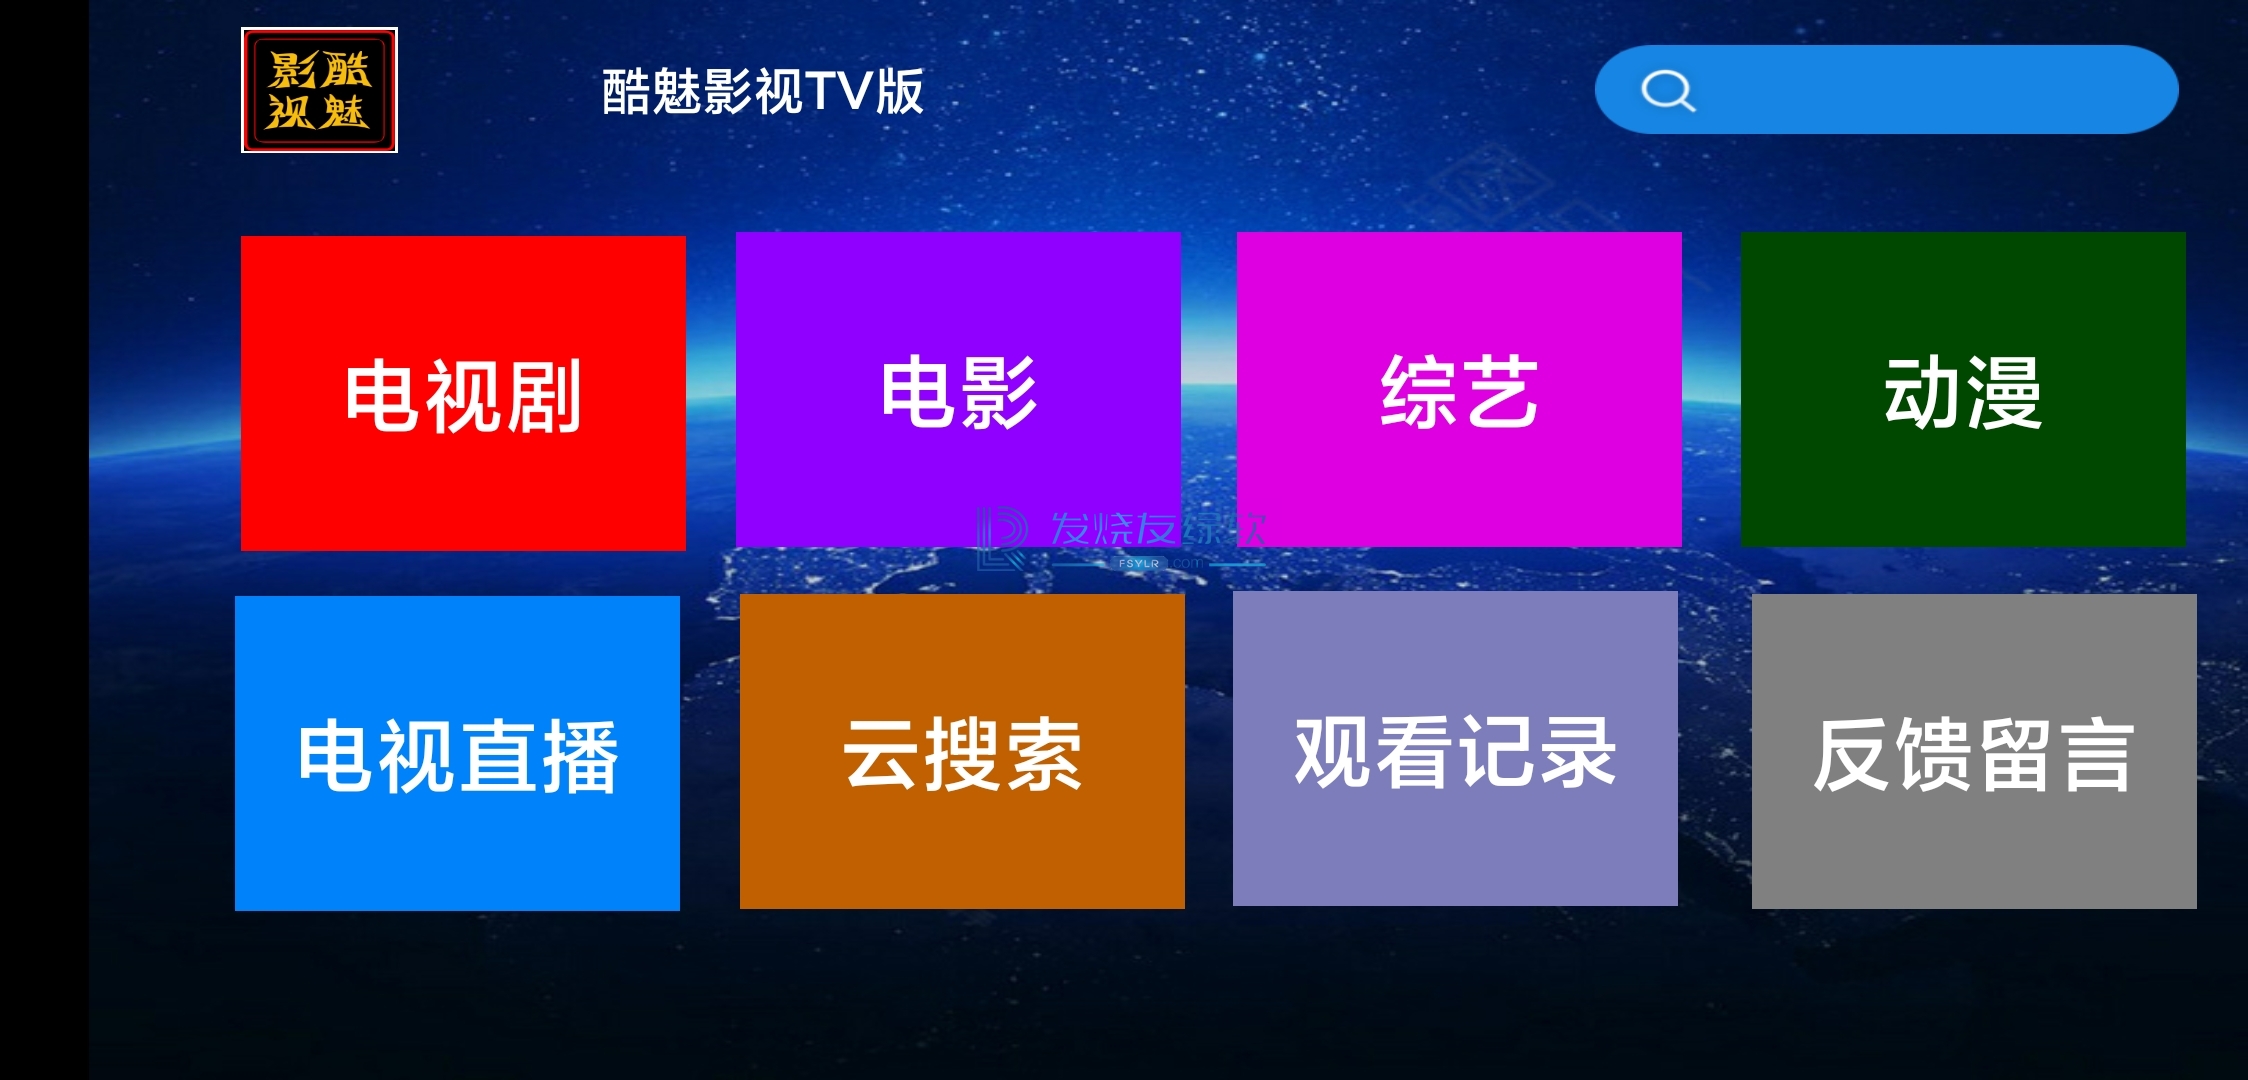 影酷
视魅
酷魅影视TV版
电视剧
电影
综艺
动漫
发烧友绿软
FSYLR.com
电视直播
云搜索
观看记录
反馈留言